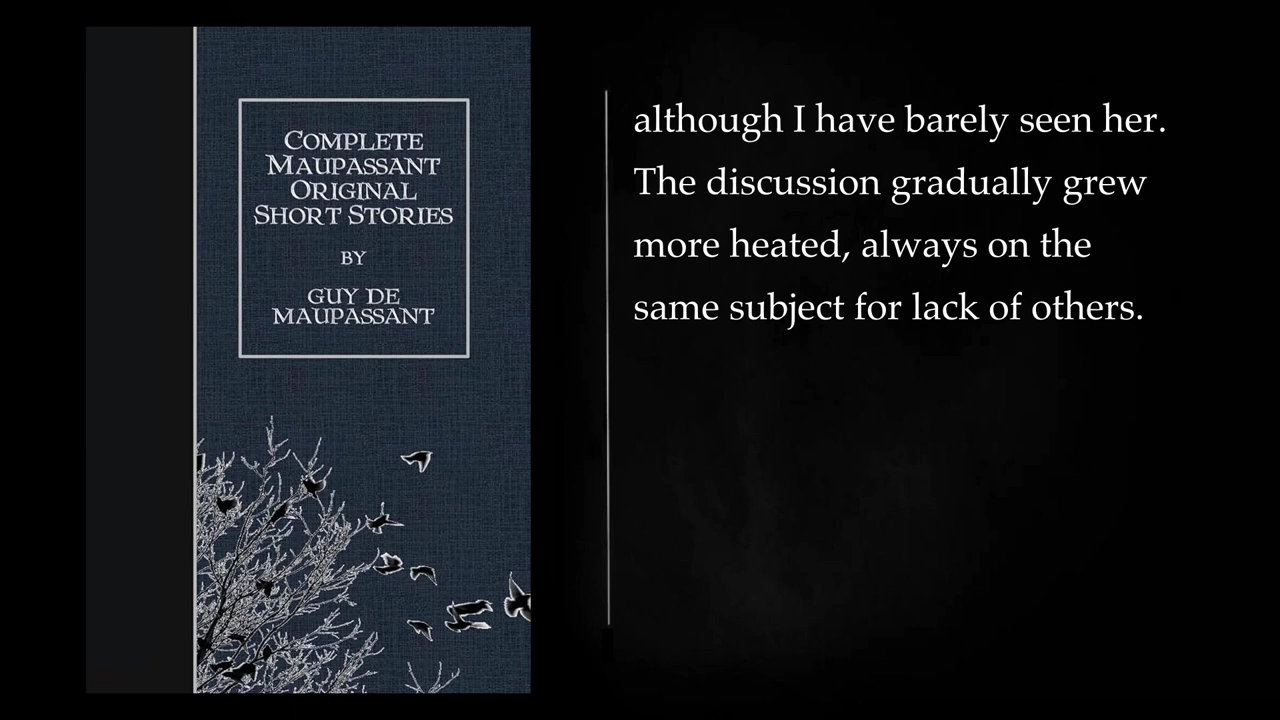 COMPLETE
MAUPASSANT
ORIGINAL
SHORT STORIES
BY
GUY DE
MAUPASSANT
although I have barely seen her.
The discussion gradually grew
more heated, always on the
same subject for lack of others.